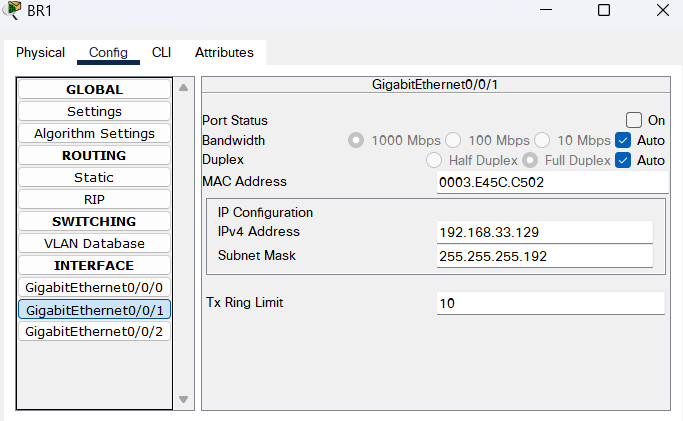 BR1
Physical Config CLI Attributes
GLOBAL
Settings
Algorithm Settings
ROUTING
Static
RIP
SWITCHING
VLAN Database
INTERFACE
GigabitEthernet0/0/0
GigabitEthernet0/0/1
GigabitEthernet0/0/2
GigabitEthernet0/0/1
Port Status On
Bandwidth 1000 Mbps 100 Mbps 10 Mbps Auto
Duplex Half Duplex Full Duplex Auto
MAC Address 0003.E45C.C502
IP Configuration
IPv4 Address 192.168.33.129
Subnet Mask 255.255.255.192
Tx Ring Limit 10